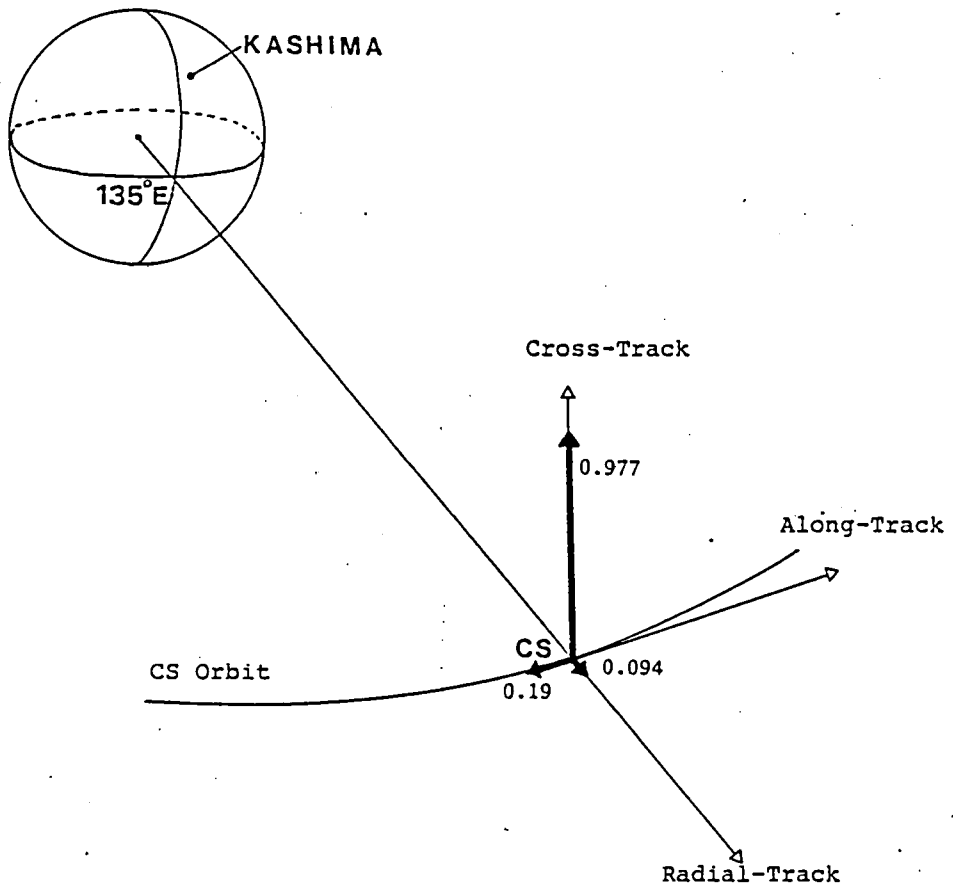 KASHIMA
135°E
Cross-Track
0.977
Along-Track
CS
0.094
CS Orbit
0.19
Radial-Track